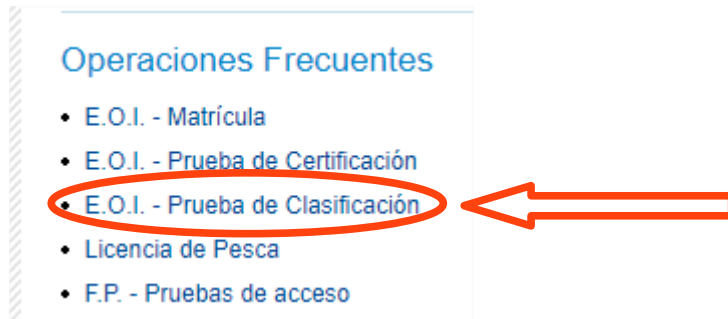 Operaciones Frecuentes
• E.O.I. - Matrícula
• E.O.I. - Prueba de Certificación
• E.O.I. - Prueba de Clasificación
• Licencia de Pesca
• F.P. - Pruebas de acceso